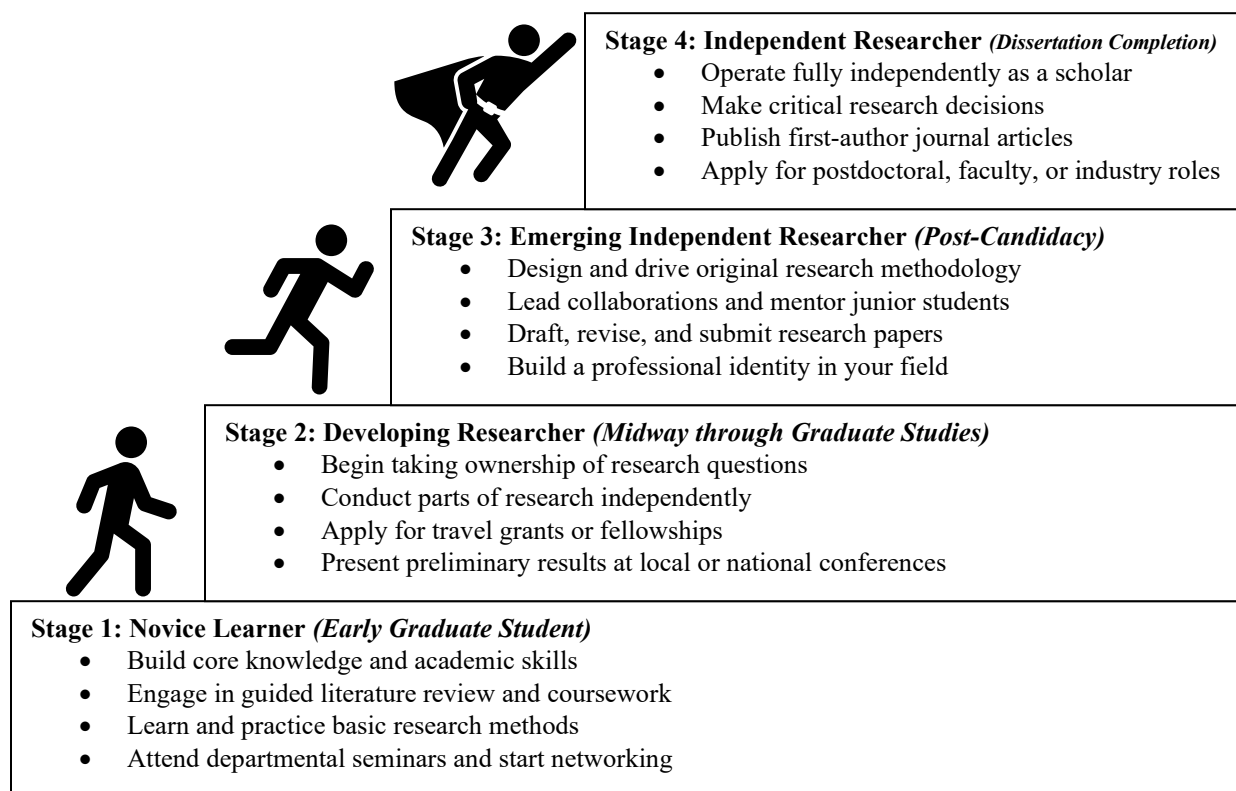 Stage 4: Independent Researcher (Dissertation Completion)
• Operate fully independently as a scholar
• Make critical research decisions
• Publish first-author journal articles
• Apply for postdoctoral, faculty, or industry roles
Stage 3: Emerging Independent Researcher (Post-Candidacy)
• Design and drive original research methodology
• Lead collaborations and mentor junior students
• Draft, revise, and submit research papers
• Build a professional identity in your field
Stage 2: Developing Researcher (Midway through Graduate Studies)
• Begin taking ownership of research questions
• Conduct parts of research independently
• Apply for travel grants or fellowships
• Present preliminary results at local or national conferences
Stage 1: Novice Learner (Early Graduate Student)
• Build core knowledge and academic skills
• Engage in guided literature review and coursework
• Learn and practice basic research methods
• Attend departmental seminars and start networking